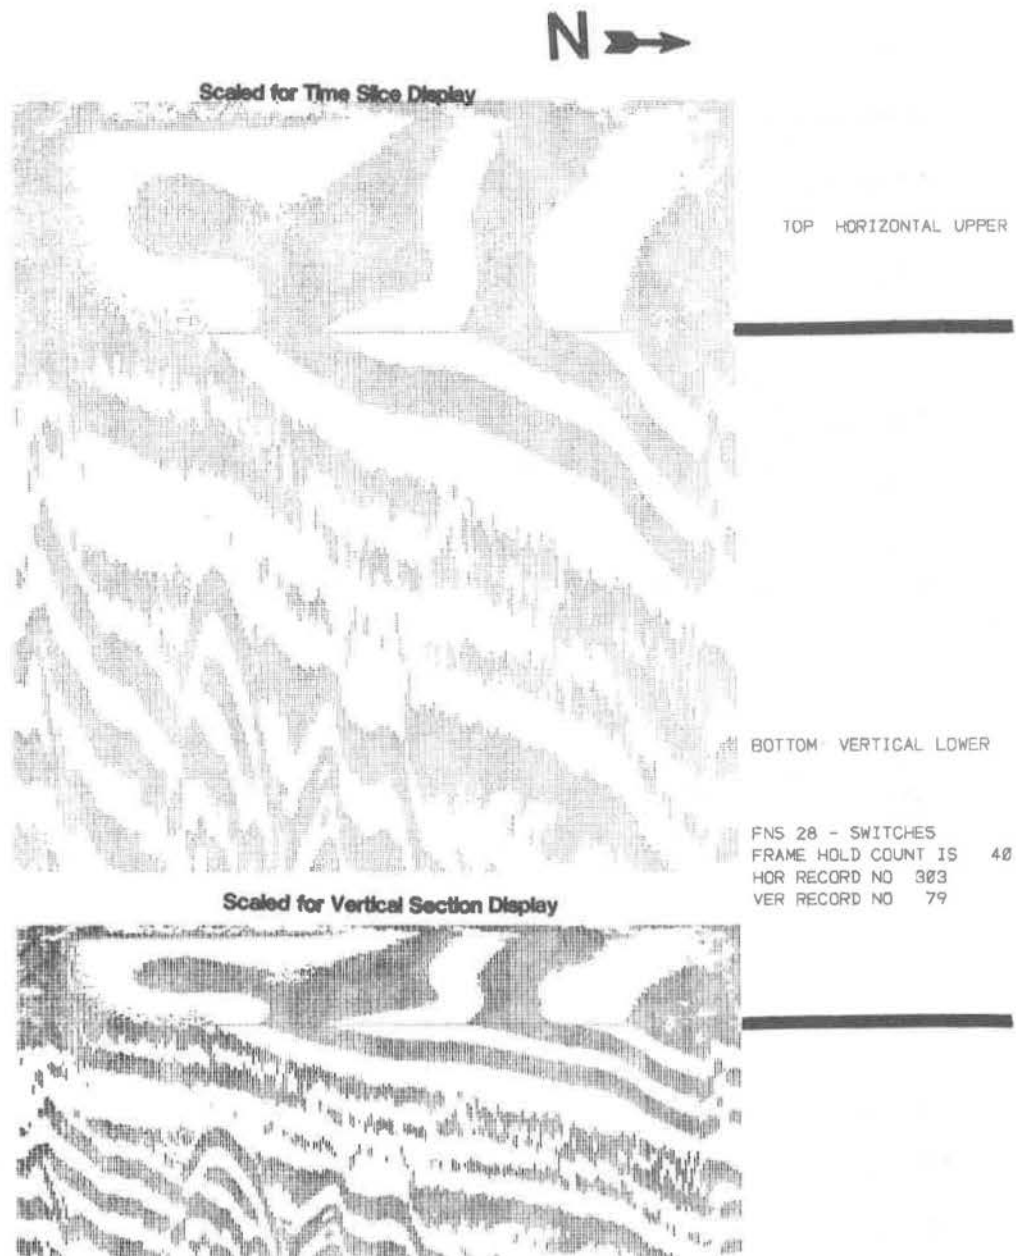 N
Scaled for Time Slice Display
TOP HORIZONTAL UPPER
BOTTOM VERTICAL LOWER
FNS 28 - SWITCHES
FRAME HOLD COUNT IS 40
HOR RECORD NO 303
VER RECORD NO 79
Scaled for Vertical Section Display